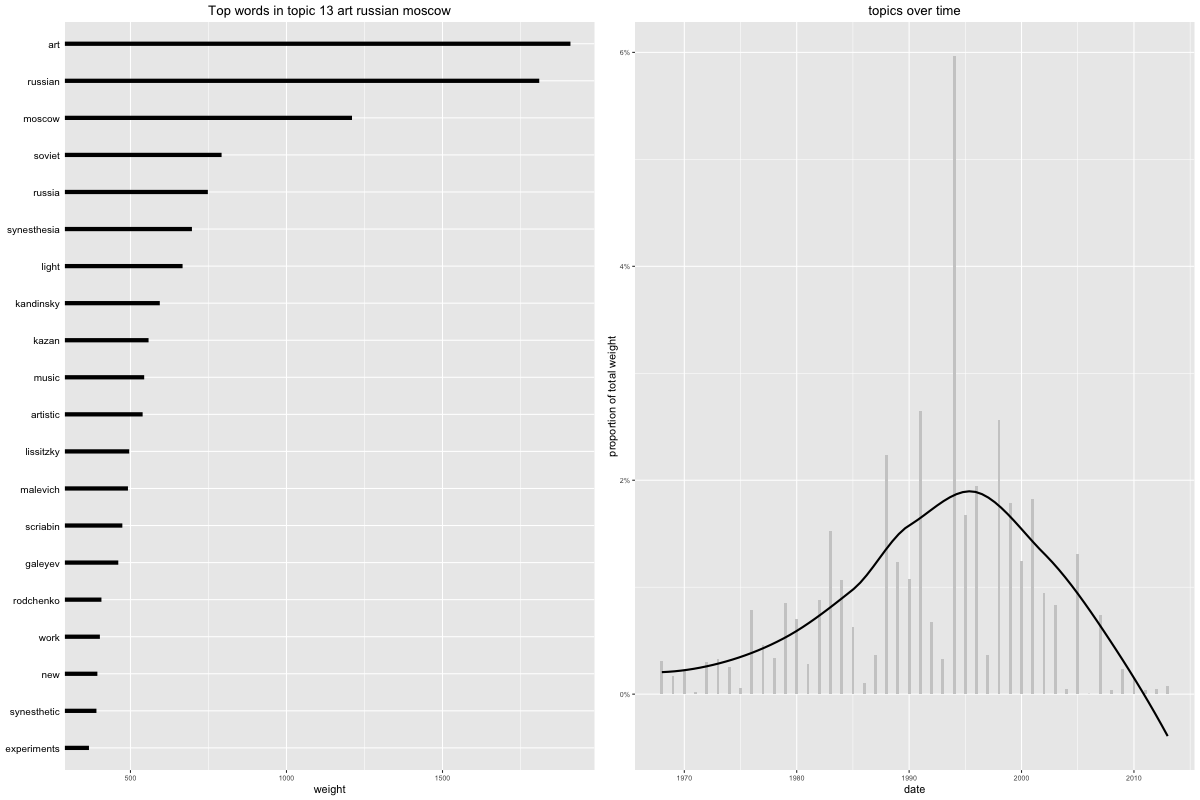 Top words in topic 13 art russian moscow
art
russian
moscow
soviet
russia
synesthesia
light
kandinsky
kazan
music
artistic
lissitzky
malevich
scriabin
galeyev
rodchenko
work
new
synesthetic
experiments
500 1000 1500
weight
topics over time
proportion of total weight
6%
4%
2%
0%
1970 1980 1990 2000 2010
date